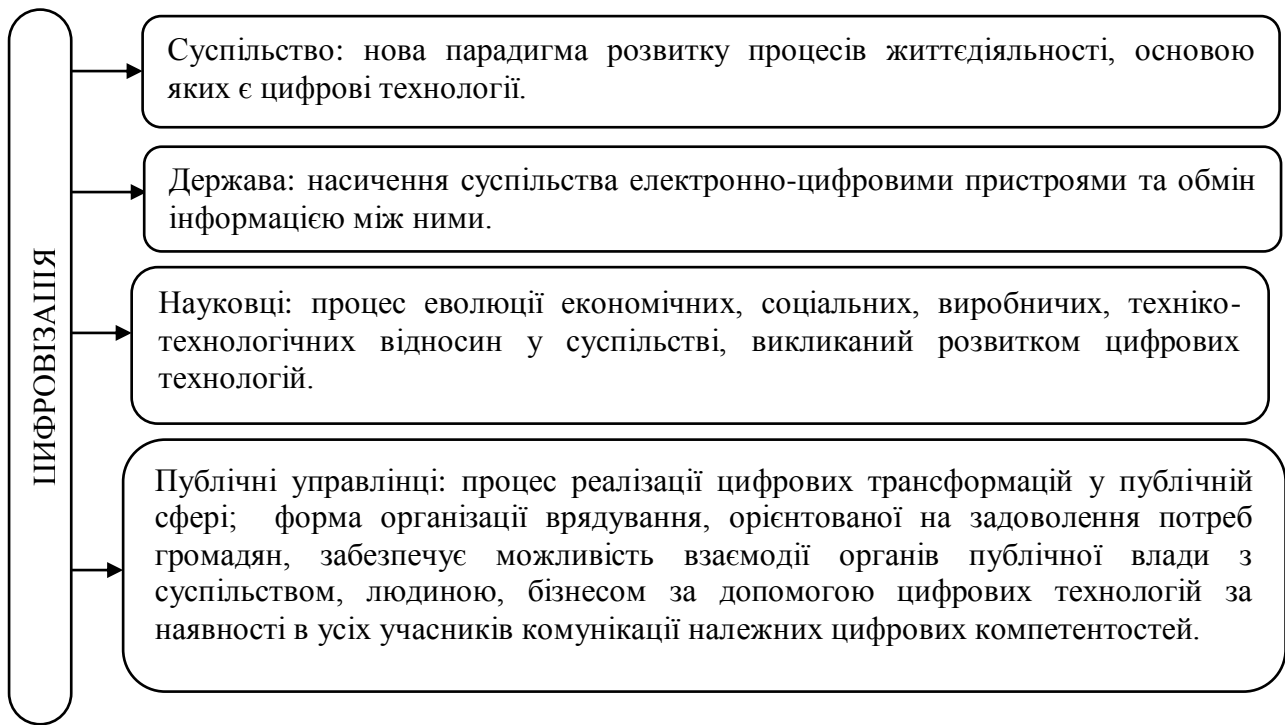 Суспільство: нова парадигма розвитку процесів життєдіяльності, основою
яких є цифрові технології.
Держава: насичення суспільства електронно-цифровими пристроями та обмін
інформацією між ними.
ЦИФРОВІЗАЦІЯ
Науковці: процес еволюції економічних, соціальних, виробничих, техніко-
технологічних відносин у суспільстві, викликаний розвитком цифрових
технологій.
Публічні управлінці: процес реалізації цифрових трансформацій у публічній
сфері; форма організації врядування, орієнтованої на задоволення потреб
громадян, забезпечує можливість взаємодії органів публічної влади з
суспільством, людиною, бізнесом за допомогою цифрових технологій за
наявності в усіх учасників комунікації належних цифрових компетентостей.